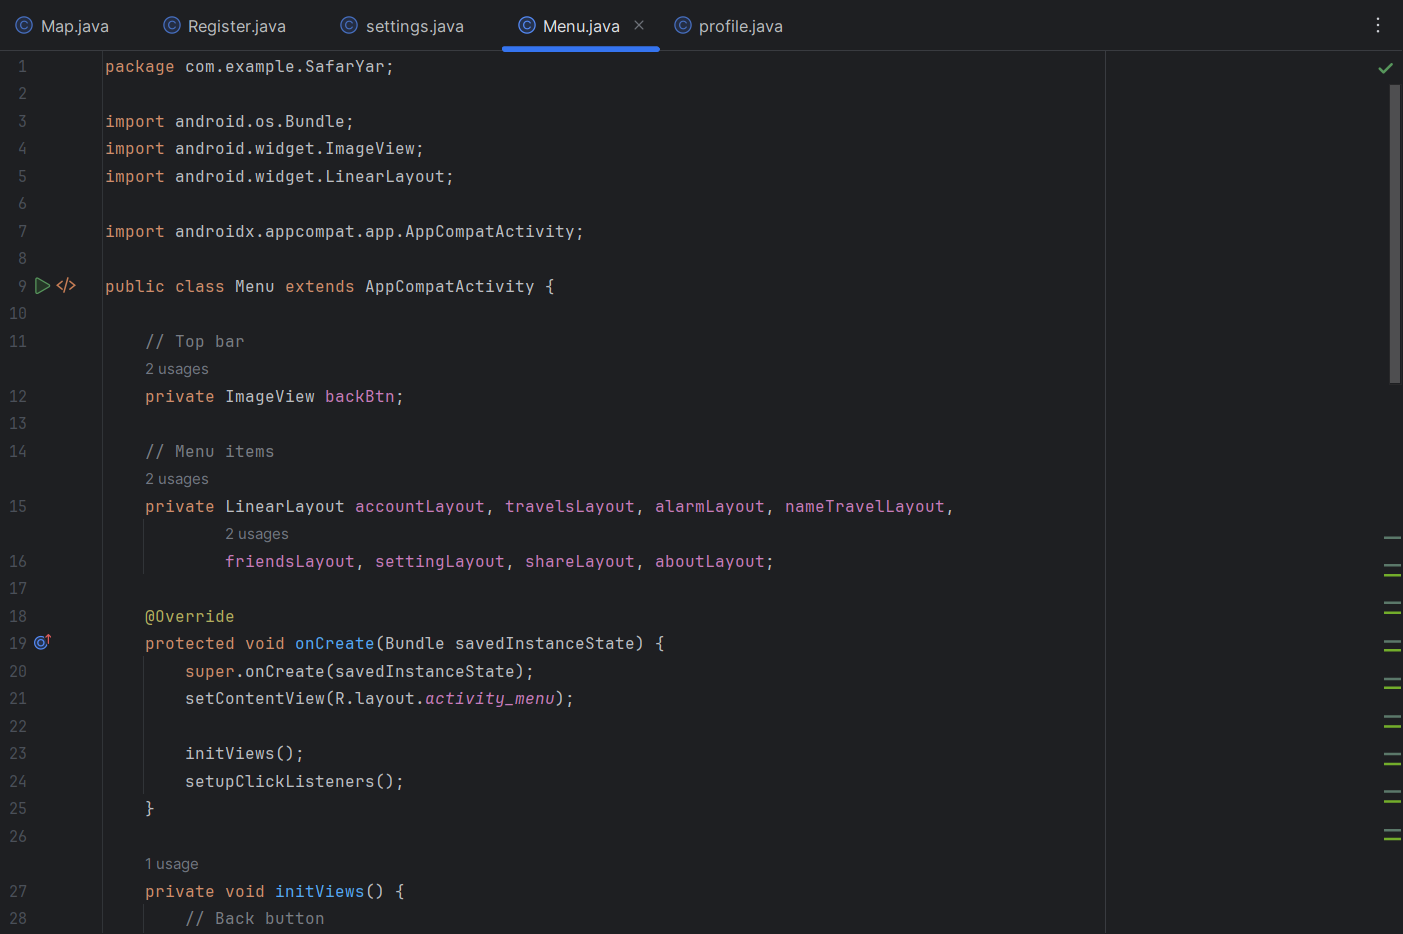 Map.java Register.java settings.java Menu.java profile.java
1 package com.example.SafarYar;
2
3 import android.os.Bundle;
4 import android.widget.ImageView;
5 import android.widget.LinearLayout;
6
7 import androidx.appcompat.app.AppCompatActivity;
8
9 public class Menu extends AppCompatActivity {
10
11 // Top bar
2 usages
12 private ImageView backBtn;
13
14 // Menu items
2 usages
15 private LinearLayout accountLayout, travelsLayout, alarmLayout, nameTravelLayout,
2 usages
16 friendsLayout, settingLayout, shareLayout, aboutLayout;
17
18 @Override
19 protected void onCreate(Bundle savedInstanceState) {
20 super.onCreate(savedInstanceState);
21 setContentView(R.layout.activity_menu);
22
23 initViews();
24 setupClickListeners();
25 }
26
1 usage
27 private void initViews() {
28 // Back button